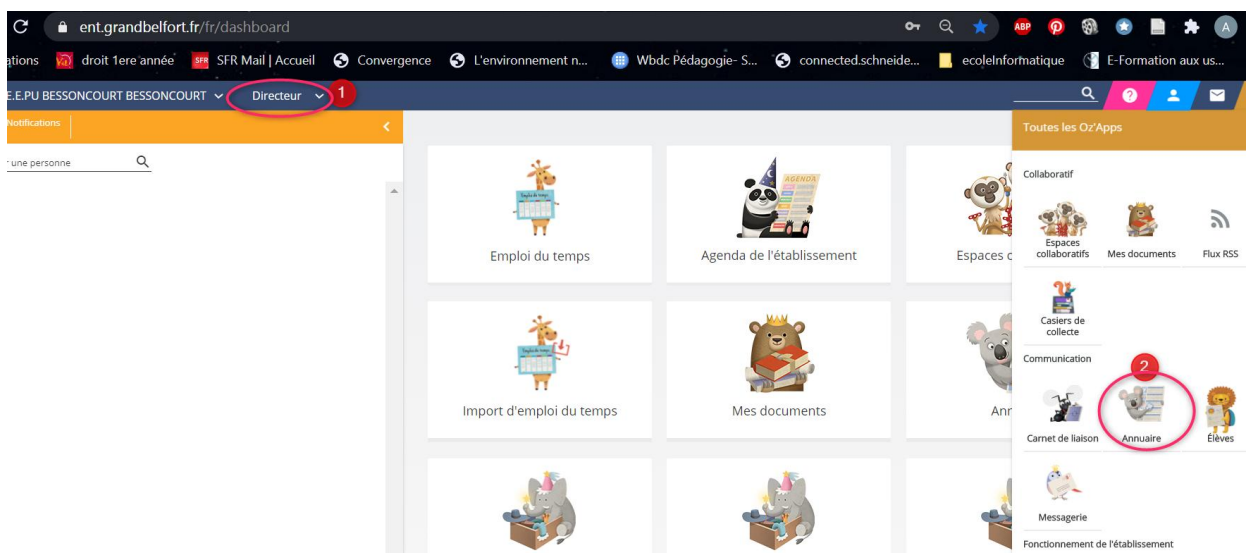 ent.grandbelfort.fr/fr/dashboard
ABP
A
ations
droit 1ere année
SFR
SFR Mail | Accueil
Convergence
L'environnement n...
Wbdc Pédagogie- S...
connected.schneide...
ecoleInformatique
E-Formation aux us...
E.E.PU BESSONCOURT BESSONCOURT
Directeur
1
?
Notifications
r une personne
Toutes les Oz'Apps
Collaboratif
Espaces collaboratifs
Mes documents
Flux RSS
Casiers de collecte
Communication
2
Carnet de liaison
Annuaire
Élèves
Messagerie
Fonctionnement de l'établissement
AGENDA
Emploi du temps
Agenda de l'établissement
Espaces c
Import d'emploi du temps
Mes documents
Ann